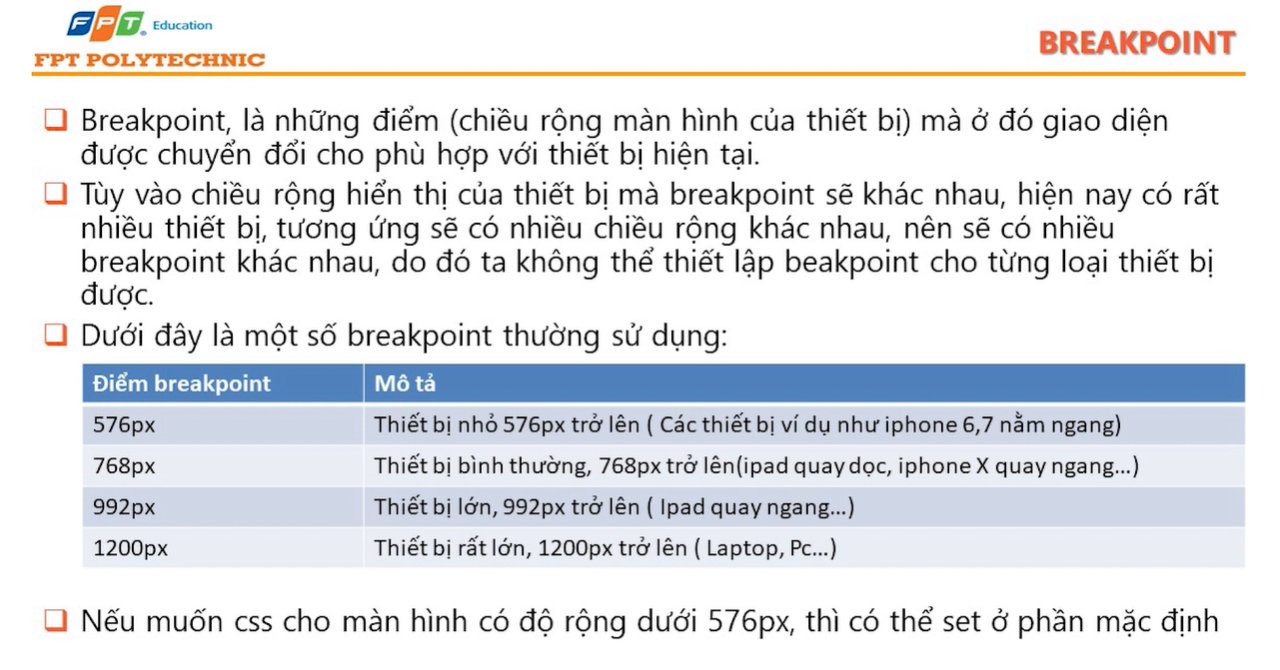 FPT. Education
FPT POLYTECHNIC
BREAKPOINT
Breakpoint, là những điểm (chiều rộng màn hình của thiết bị) mà ở đó giao diện
được chuyển đổi cho phù hợp với thiết bị hiện tại.
Tùy vào chiều rộng hiển thị của thiết bị mà breakpoint sẽ khác nhau, hiện nay có rất
nhiều thiết bị, tương ứng sẽ có nhiều chiều rộng khác nhau, nên sẽ có nhiều
breakpoint khác nhau, do đó ta không thể thiết lập beakpoint cho từng loại thiết bị
được.
Dưới đây là một số breakpoint thường sử dụng:
Điểm breakpoint Mô tả
576px Thiết bị nhỏ 576px trở lên ( Các thiết bị ví dụ như iphone 6,7 nằm ngang)
768px Thiết bị bình thường, 768px trở lên(ipad quay dọc, iphone X quay ngang...)
992px Thiết bị lớn, 992px trở lên ( Ipad quay ngang...)
1200px Thiết bị rất lớn, 1200px trở lên ( Laptop, Pc...)
Nếu muốn css cho màn hình có độ rộng dưới 576px, thì có thể set ở phần mặc định